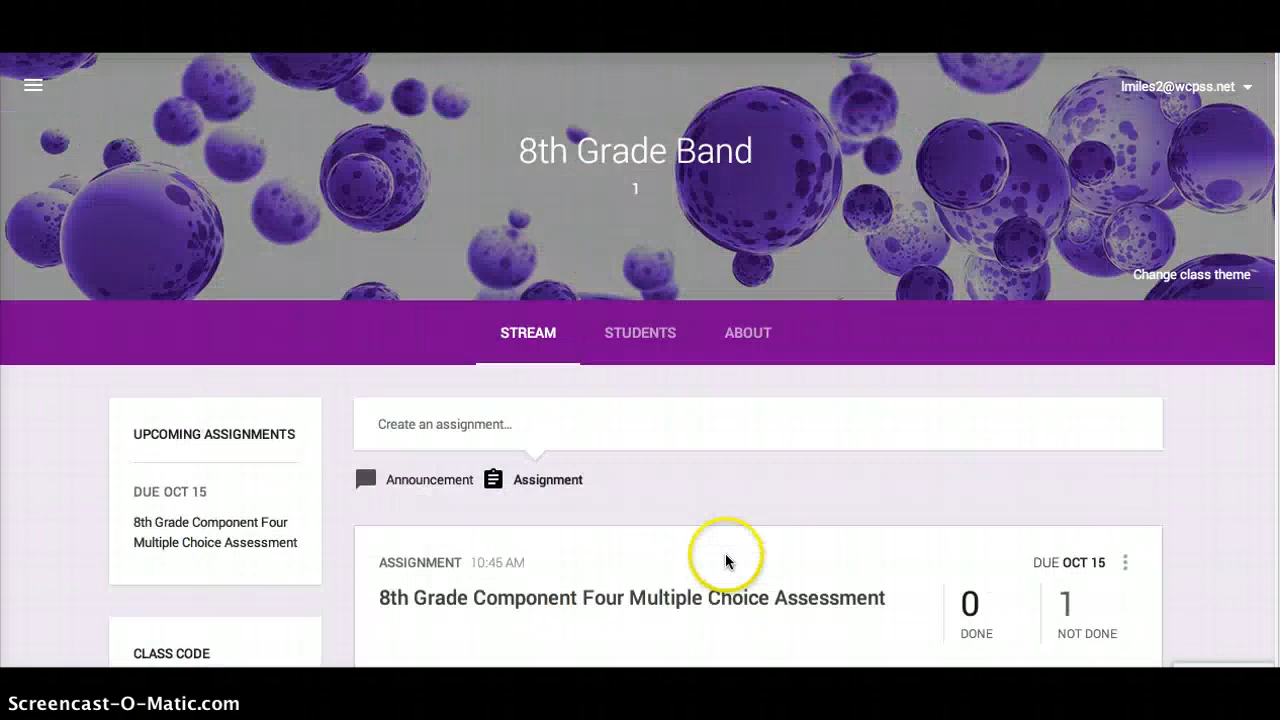 lmiles2@wcpss.net
8th Grade Band
1
Change class theme
STREAM STUDENTS ABOUT
UPCOMING ASSIGNMENTS
DUE OCT 15
8th Grade Component Four
Multiple Choice Assessment
CLASS CODE
Create an assignment...
Announcement Assignment
ASSIGNMENT 10:45 AM DUE OCT 15
8th Grade Component Four Multiple Choice Assessment
0 1
DONE NOT DONE
Screencast-O-Matic.com